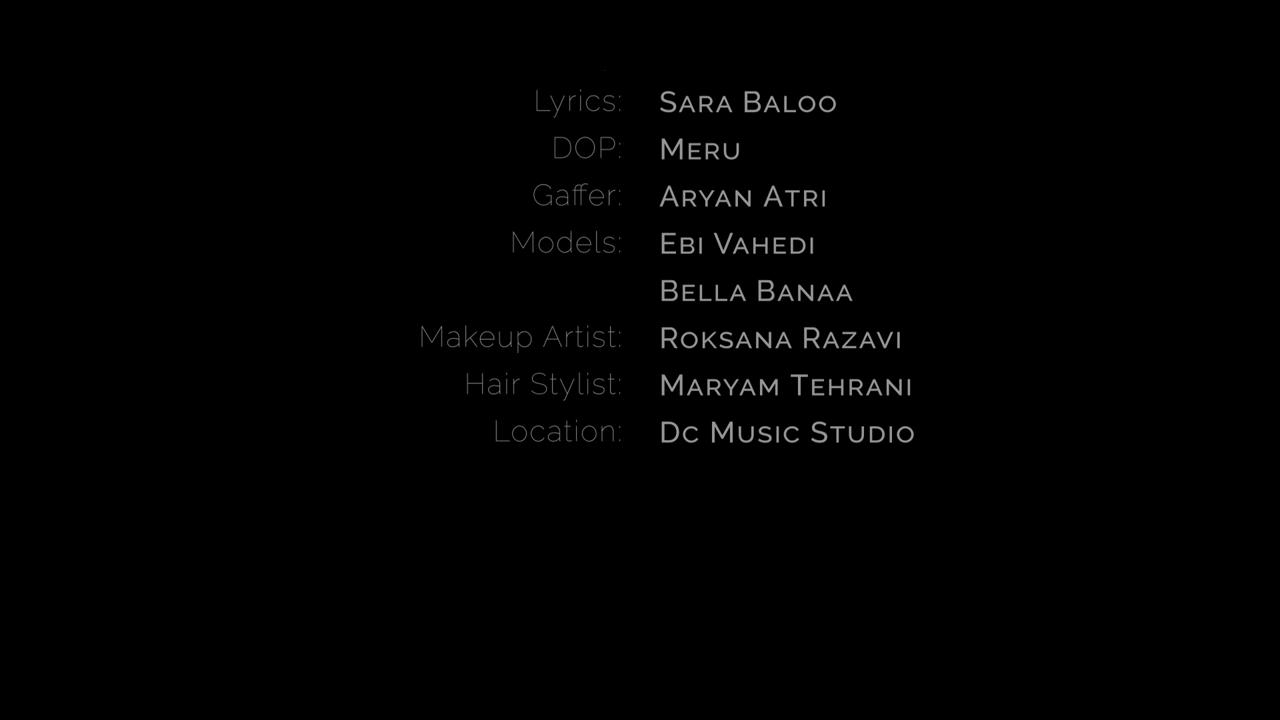 Lyrics: Sara Baloo
DOP: Meru
Gaffer: Aryan Atri
Models: Ebi Vahedi
Bella Banaa
Makeup Artist: Roksana Razavi
Hair Stylist: Maryam Tehrani
Location: Dc Music Studio